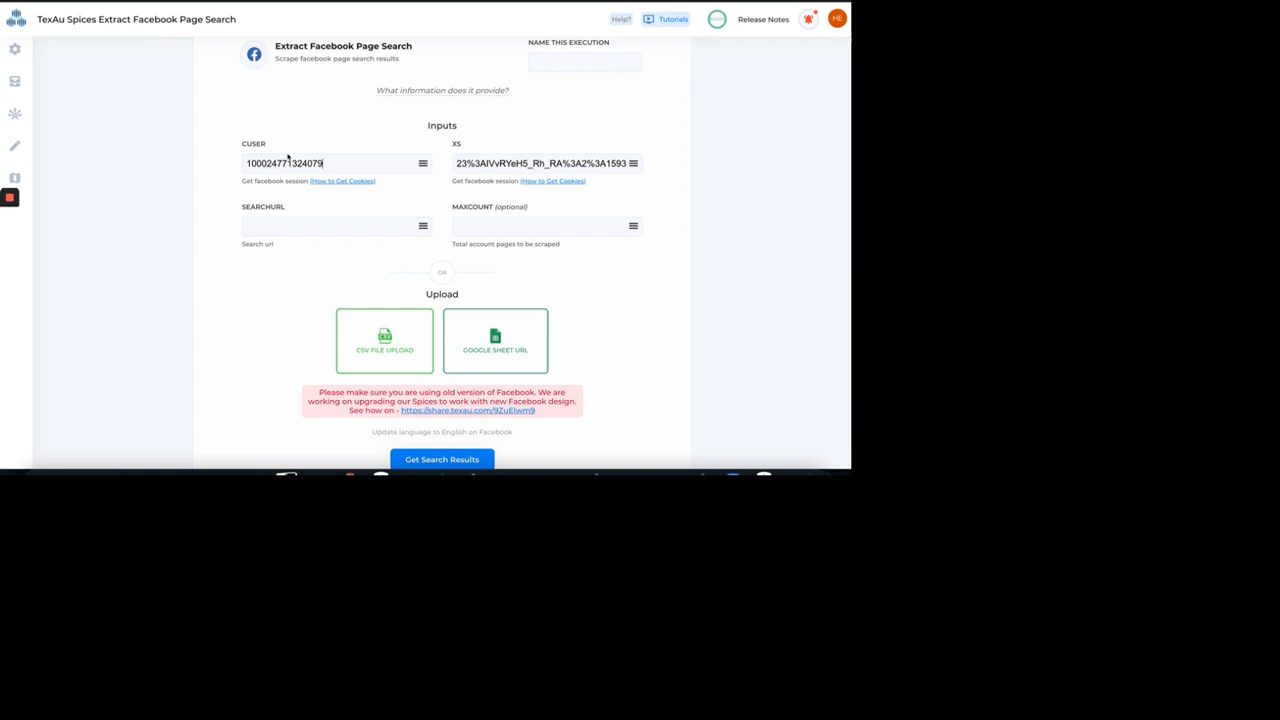 TexAu Spices Extract Facebook Page Search
Help?
Tutorials
Release Notes
HE
Extract Facebook Page Search
Scrape facebook page search results
NAME THIS EXECUTION
What information does it provide?
Inputs
CUSER
XS
100024771324079
23%3AIVvRYeH5_Rh_RA%3A2%3A1593
Get facebook session (How to Get Cookies)
Get facebook session (How to Get Cookies)
SEARCHURL
MAXCOUNT (optional)
Search url
Total account pages to be scraped
OR
Upload
CSV
CSV FILE UPLOAD
GOOGLE SHEET URL
Please make sure you are using old version of Facebook. We are
working on upgrading our Spices to work with new Facebook design.
See how on - https://share.texau.com/9ZuElwm9
Update language to English on Facebook
Get Search Results